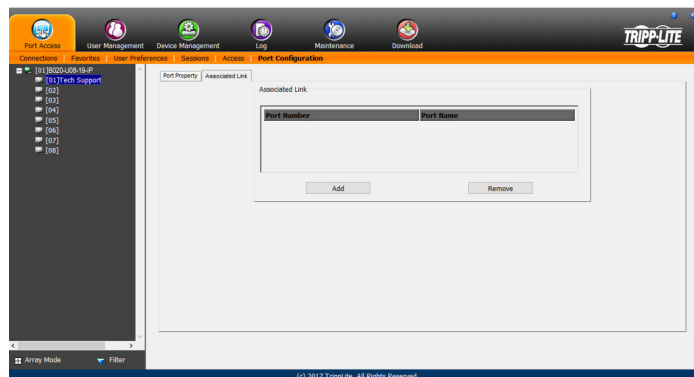 Port Access User Management Device Management Log Maintenance Download
TRIPP·LITE
Connections Favorites User Preferences Sessions Access Port Configuration
[01]B020-U08-19-IP
[01]Tech Support
[02]
[03]
[04]
[05]
[06]
[07]
[08]
Port Property Associated Link
Associated Link
Port Number Port Name
Add Remove
Array Mode Filter
(c) 2017 TrippLite. All Rights Reserved.